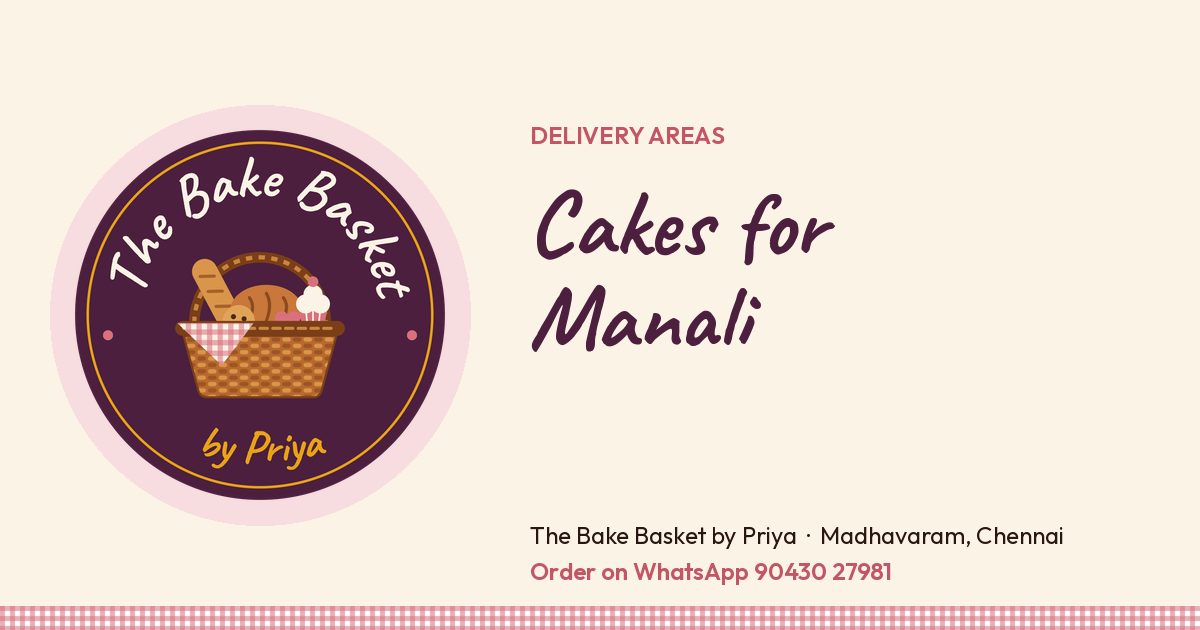 The Bake Basket
by Priya
DELIVERY AREAS
Cakes for
Manali
The Bake Basket by Priya · Madhavaram, Chennai
Order on WhatsApp 90430 27981